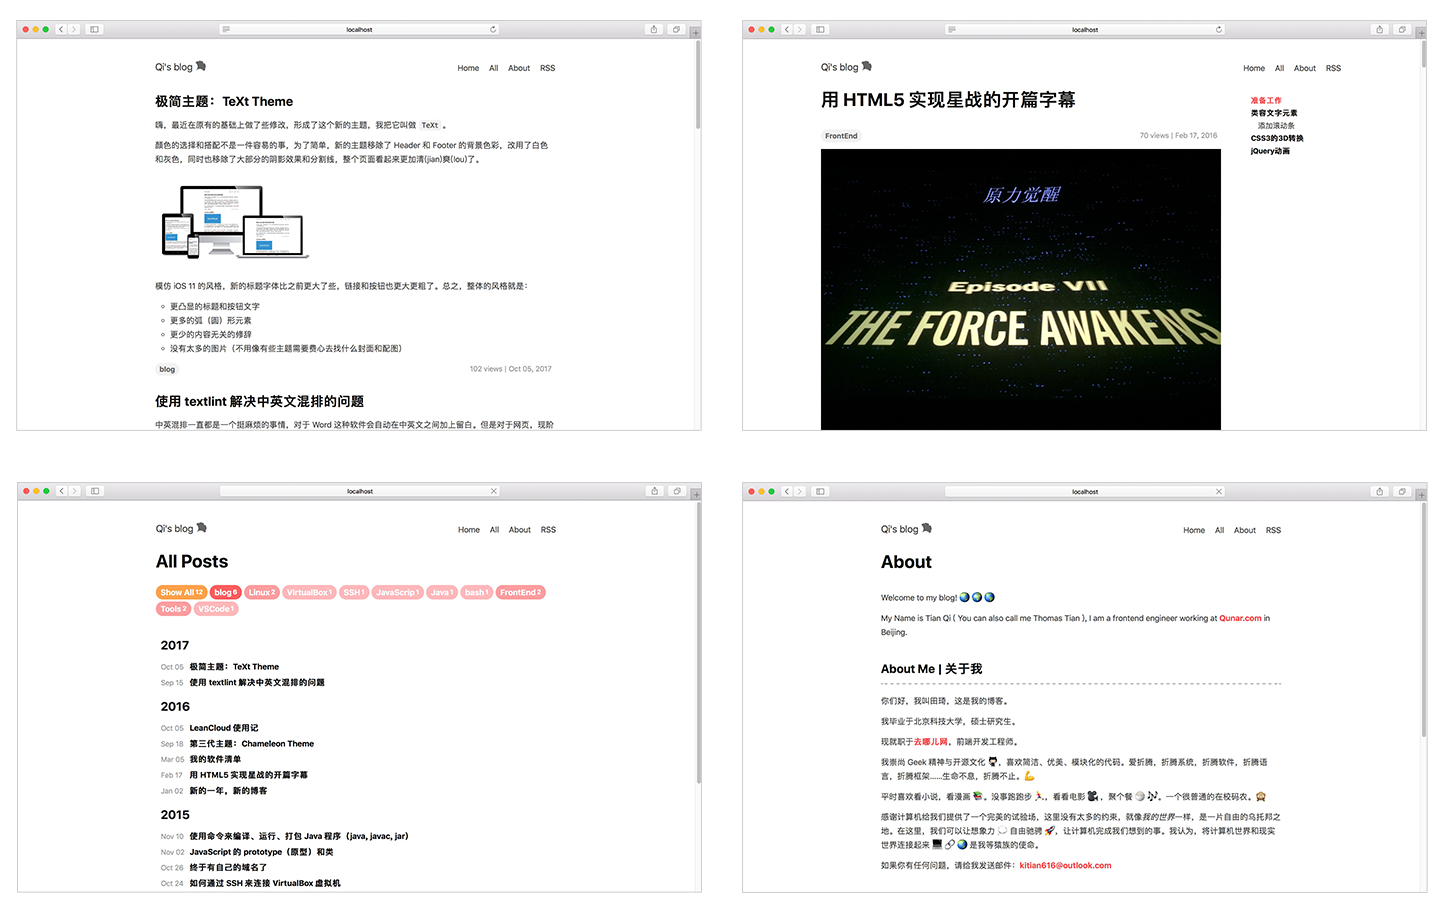 localhost
Qi's blog
Home All About RSS
极简主题：TeXt Theme
嗨，最近在原有的基础上做了些修改，形成了这个新的主题，我把它叫做 TeXt 。
颜色的选择和搭配不是一件容易的事，为了简单，新的主题移除了 Header 和 Footer 的背景色彩，改用了白色
和灰色，同时也移除了大部分的阴影效果和分割线，整个页面看起来更加清(jian)爽(lou)了。
模仿 iOS 11 的风格，新的标题字体比之前更大了些，链接和按钮也更大更粗了。总之，整体的风格就是：
更凸显的标题和按钮文字
更多的弧（圆）形元素
更少的内容无关的修辞
没有太多的图片（不用像有些主题需要费心去找什么封面和配图）
blog
102 views | Oct 05, 2017
使用 textlint 解决中英文混排的问题
中英混排一直都是一个挺麻烦的事情，对于 Word 这种软件会自动在中英文之间加上留白。但是对于网页，现阶
localhost
Qi's blog
Home All About RSS
用 HTML5 实现星战的开篇字幕
FrontEnd
70 views | Feb 17, 2016
原力觉醒
Episode VII
THE FORCE AWAKENS
准备工作
类容文字元素
添加滚动条
CSS3的3D转换
jQuery动画
localhost
Qi's blog
Home All About RSS
All Posts
Show All 12 blog 6 Linux 2 VirtualBox 1 SSH 1 JavaScrip 1 Java 1 bash 1 FrontEnd 2
Tools 2 VSCode 1
2017
Oct 05 极简主题：TeXt Theme
Sep 15 使用 textlint 解决中英文混排的问题
2016
Oct 05 LeanCloud 使用记
Sep 18 第三代主题：Chameleon Theme
Mar 05 我的软件清单
Feb 17 用 HTML5 实现星战的开篇字幕
Jan 02 新的一年，新的博客
2015
Nov 10 使用命令来编译、运行、打包 Java 程序（java, javac, jar）
Nov 02 JavaScript 的 prototype（原型）和类
Oct 26 终于有自己的域名了
Oct 24 如何通过 SSH 来连接 VirtualBox 虚拟机
localhost
Qi's blog
Home All About RSS
About
Welcome to my blog! 🌏 🌍 🌎
My Name is Tian Qi ( You can also call me Thomas Tian ), I am a frontend engineer working at Qunar.com in
Beijing.
About Me | 关于我
你们好，我叫田琦，这是我的博客。
我毕业于北京科技大学，硕士研究生。
现就职于去哪儿网，前端开发工程师。
我崇尚 Geek 精神与开源文化，喜欢简洁、优美、模块化的代码。爱折腾，折腾系统，折腾软件，折腾语
言，折腾框架……生命不息，折腾不止。💪
平时喜欢看小说，看漫画 📚。没事跑跑步 🏃，看看电影 🎥，聚个餐 🍚 🎶。一个很普通的在校码农。🙊
感谢计算机给我们提供了一个完美的试验场，这里没有太多的约束，就像我的世界一样，是一片自由的乌托邦之
地。在这里，我们可以让想象力 💭 自由驰骋 🚀，让计算机完成我们想到的事。我认为，将计算机世界和现实
世界连接起来 💻 🔗 🌏 是我等猿族的使命。
如果你有任何问题，请给我发送邮件：kitian616@outlook.com